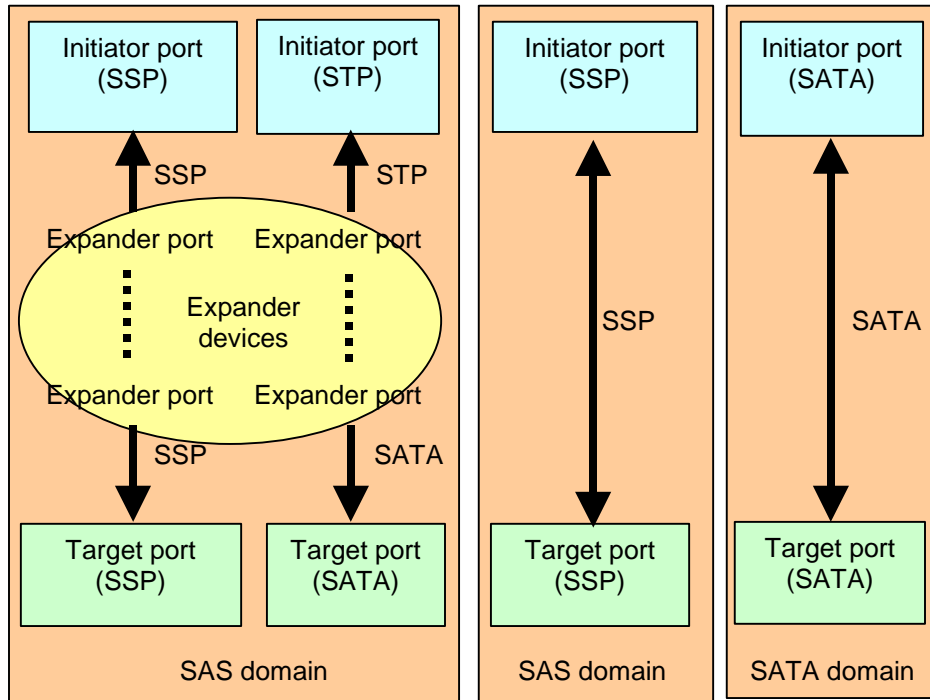 Initiator port
(SSP)
Initiator port
(STP)
SSP
STP
Expander port
Expander port
Expander
devices
Expander port
Expander port
SSP
SATA
Target port
(SSP)
Target port
(SATA)
SAS domain
Initiator port
(SSP)
SSP
Target port
(SSP)
SAS domain
Initiator port
(SATA)
SATA
Target port
(SATA)
SATA domain